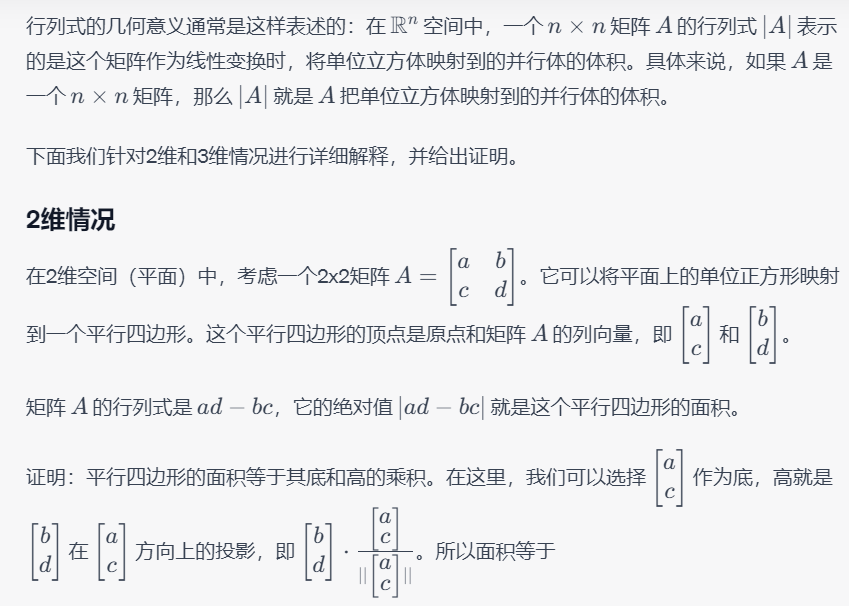 行列式的几何意义通常是这样表述的：在 $\mathbb{R}^n$ 空间中，一个 $n \times n$ 矩阵 $A$ 的行列式 $|A|$ 表示
的是这个矩阵作为线性变换时，将单位立方体映射到的并行体的体积。具体来说，如果 $A$ 是
一个 $n \times n$ 矩阵，那么 $|A|$ 就是 $A$ 把单位立方体映射到的并行体的体积。
下面我们针对2维和3维情况进行详细解释，并给出证明。
2维情况
在2维空间（平面）中，考虑一个2x2矩阵 $A = \begin{bmatrix} a & b \\ c & d \end{bmatrix}$。它可以将平面上的单位正方形映射
到一个平行四边形。这个平行四边形的顶点是原点和矩阵 $A$ 的列向量，即 $\begin{bmatrix} a \\ c \end{bmatrix}$ 和 $\begin{bmatrix} b \\ d \end{bmatrix}$。
矩阵 $A$ 的行列式是 $ad - bc$，它的绝对值 $|ad - bc|$ 就是这个平行四边形的面积。
证明：平行四边形的面积等于其底和高的乘积。在这里，我们可以选择 $\begin{bmatrix} a \\ c \end{bmatrix}$ 作为底，高就是
$\begin{bmatrix} b \\ d \end{bmatrix}$ 在 $\begin{bmatrix} a \\ c \end{bmatrix}$ 方向上的投影，即 $\begin{bmatrix} b \\ d \end{bmatrix} \cdot \frac{\begin{bmatrix} a \\ c \end{bmatrix}}{||\begin{bmatrix} a \\ c \end{bmatrix}||}$。所以面积等于